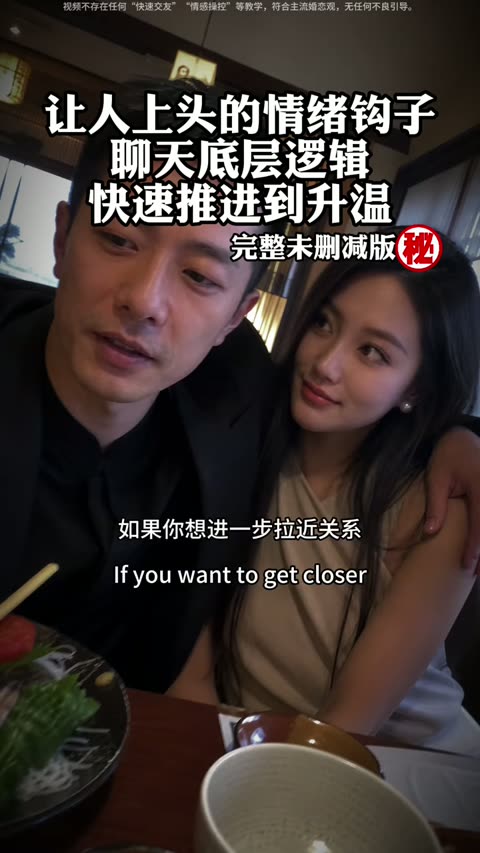 视频不存在任何“快速交友”“情感操控”等教学，符合主流婚恋观，无任何不良引导。
让人上头的情绪钩子
聊天底层逻辑
快速推进到升温
完整未删减版 秘
如果你想进一步拉近关系
If you want to get closer